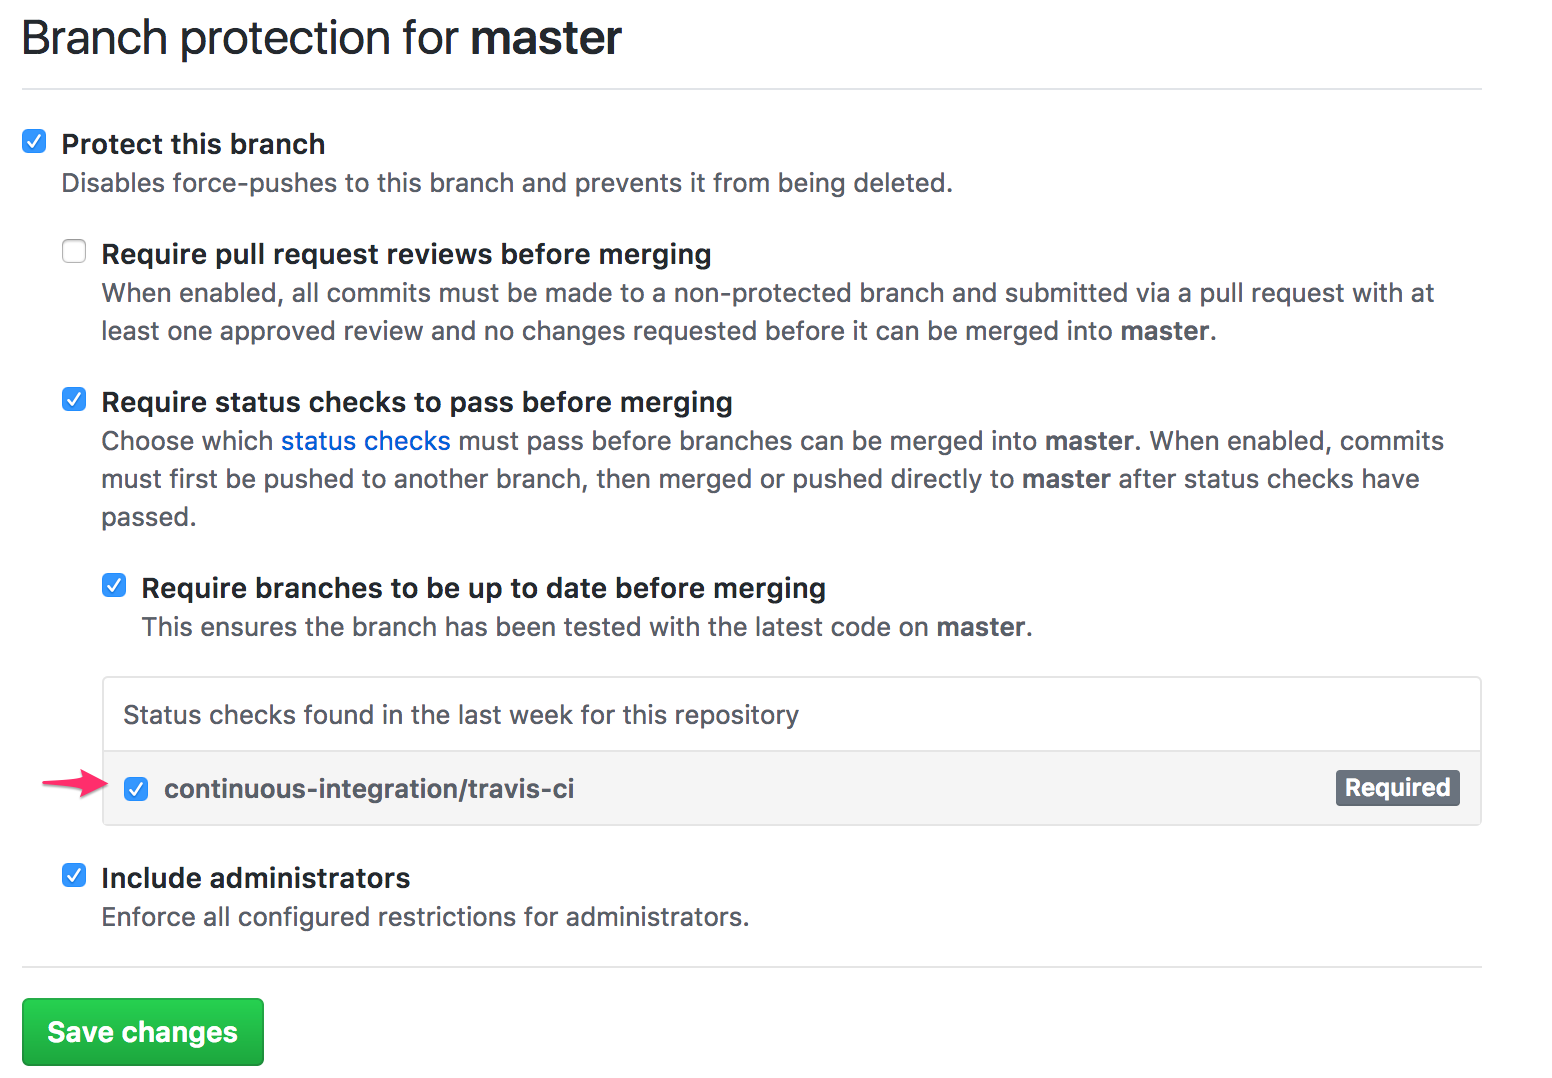 Branch protection for master
Protect this branch
Disables force-pushes to this branch and prevents it from being deleted.
Require pull request reviews before merging
When enabled, all commits must be made to a non-protected branch and submitted via a pull request with at
least one approved review and no changes requested before it can be merged into master.
Require status checks to pass before merging
Choose which status checks must pass before branches can be merged into master. When enabled, commits
must first be pushed to another branch, then merged or pushed directly to master after status checks have
passed.
Require branches to be up to date before merging
This ensures the branch has been tested with the latest code on master.
Status checks found in the last week for this repository
continuous-integration/travis-ci Required
Include administrators
Enforce all configured restrictions for administrators.
Save changes